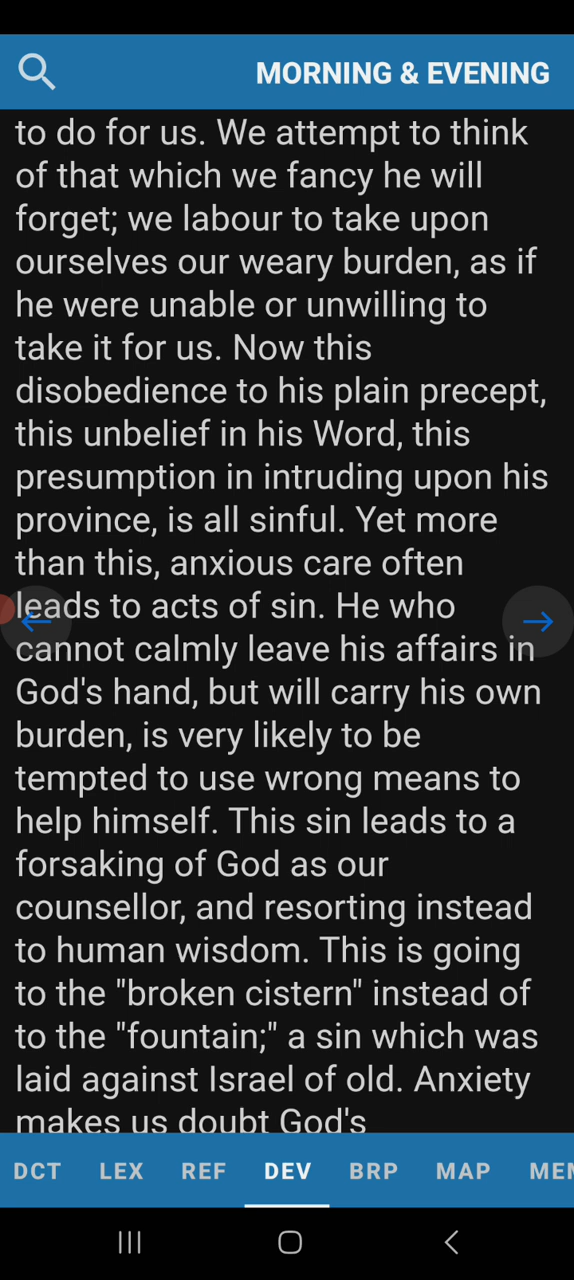 MORNING & EVENING
to do for us. We attempt to think
of that which we fancy he will
forget; we labour to take upon
ourselves our weary burden, as if
he were unable or unwilling to
take it for us. Now this
disobedience to his plain precept,
this unbelief in his Word, this
presumption in intruding upon his
province, is all sinful. Yet more
than this, anxious care often
leads to acts of sin. He who
cannot calmly leave his affairs in
God's hand, but will carry his own
burden, is very likely to be
tempted to use wrong means to
help himself. This sin leads to a
forsaking of God as our
counsellor, and resorting instead
to human wisdom. This is going
to the "broken cistern" instead of
to the "fountain;" a sin which was
laid against Israel of old. Anxiety
makes us doubt God's
DCT LEX REF DEV BRP MAP MEM